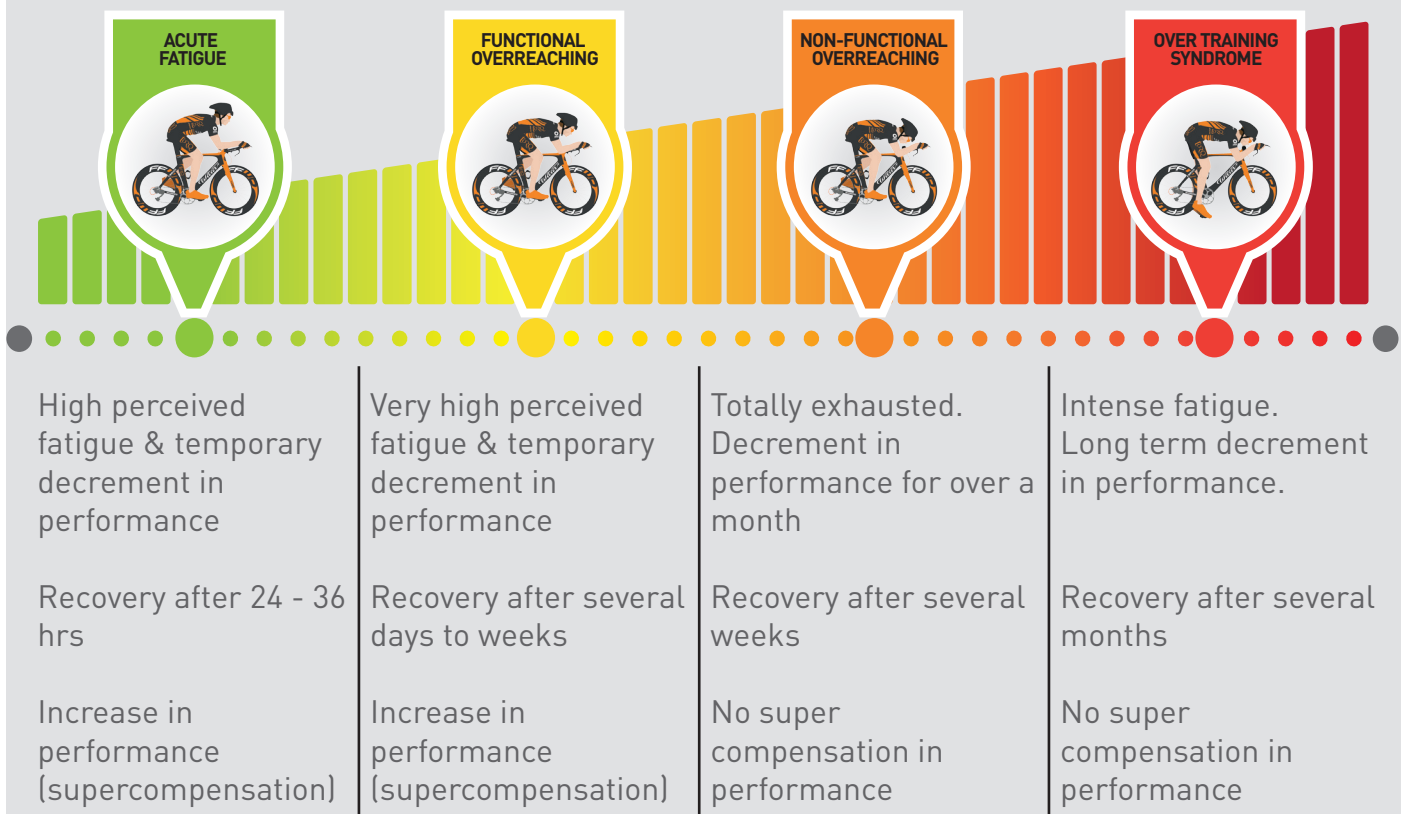 ACUTE
FATIGUE
FUNCTIONAL
OVERREACHING
NON-FUNCTIONAL
OVERREACHING
OVER TRAINING
SYNDROME
High perceived
fatigue & temporary
decrement in
performance
Recovery after 24 - 36
hrs
Increase in
performance
(supercompensation)
Very high perceived
fatigue & temporary
decrement in
performance
Recovery after several
days to weeks
Increase in
performance
(supercompensation)
Totally exhausted.
Decrement in
performance for over a
month
Recovery after several
weeks
No super
compensation in
performance
Intense fatigue.
Long term decrement
in performance.
Recovery after several
months
No super
compensation in
performance